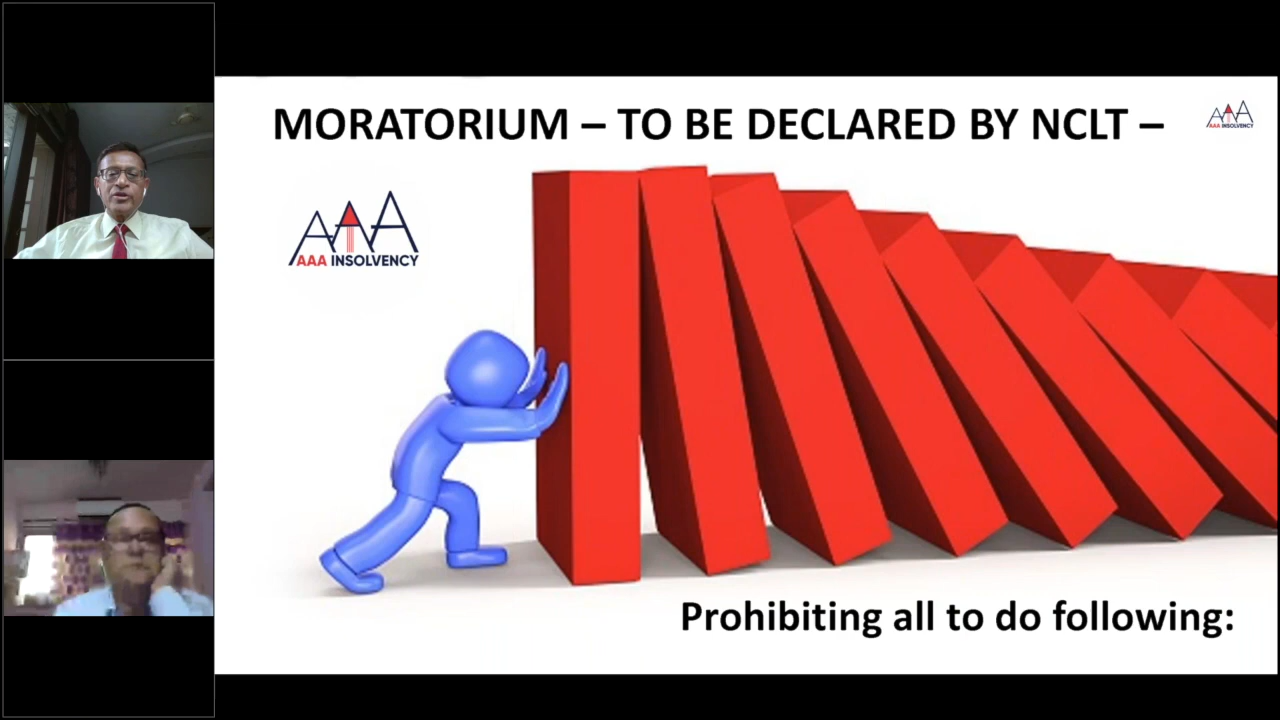 MORATORIUM – TO BE DECLARED BY NCLT –
AAA INSOLVENCY
AAA INSOLVENCY
Prohibiting all to do following: